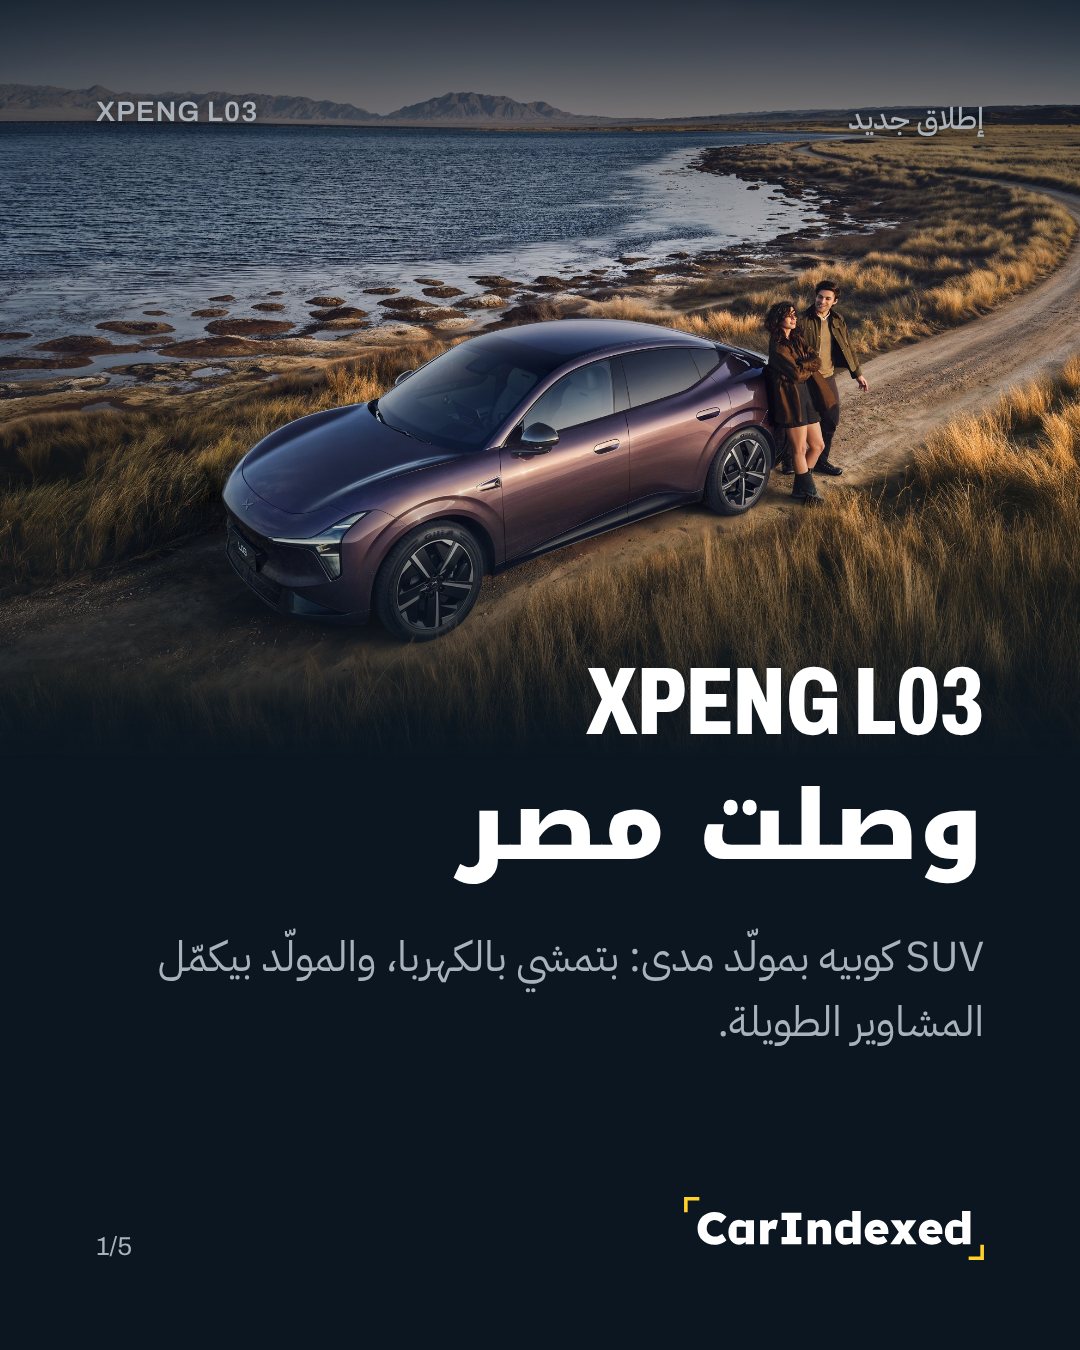 إطلاق جديد
XPENG L03
XPENG L03
وصلت مصر
SUV كوبيه بمولّد مدى: بتمشي بالكهربا، والمولّد بيكمّل
المشاوير الطويلة.
CarIndexed
1/5